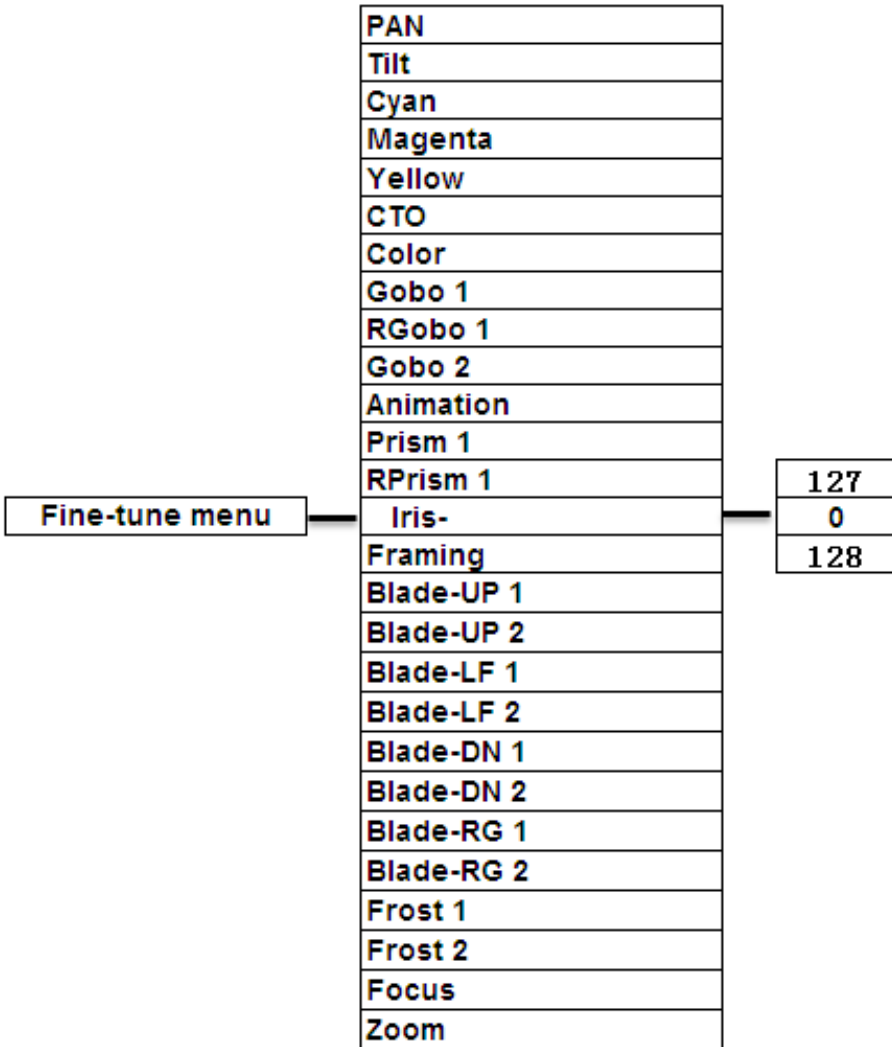 PAN
Tilt
Cyan
Magenta
Yellow
CTO
Color
Gobo 1
RGobo 1
Gobo 2
Animation
Prism 1
RPrism 1
Iris-
Framing
Blade-UP 1
Blade-UP 2
Blade-LF 1
Blade-LF 2
Blade-DN 1
Blade-DN 2
Blade-RG 1
Blade-RG 2
Frost 1
Frost 2
Focus
Zoom
Fine-tune menu
127
0
128